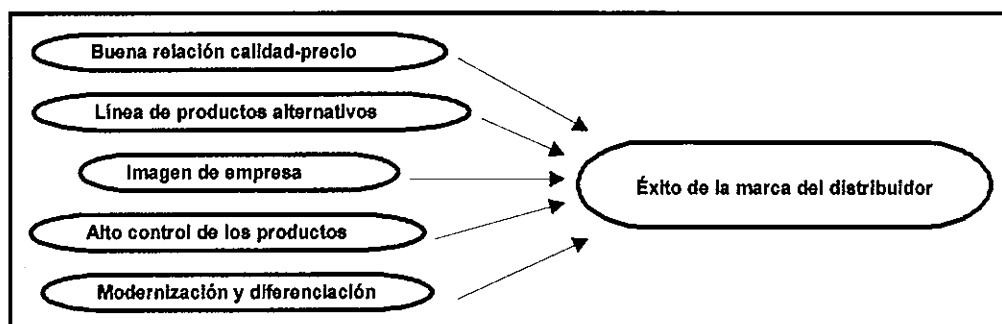 Buena relación calidad-precio
Línea de productos alternativos
Imagen de empresa
Éxito de la marca del distribuidor
Alto control de los productos
Modernización y diferenciación